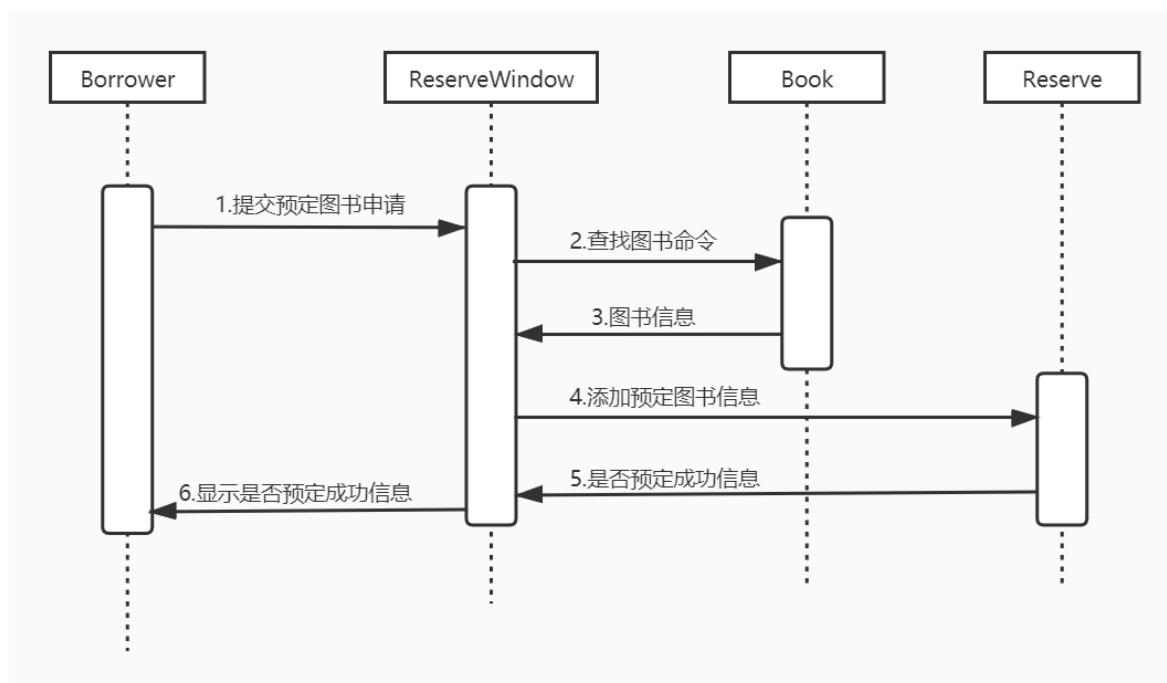 Borrower
ReserveWindow
Book
Reserve
1.提交预定图书申请
2.查找图书命令
3.图书信息
4.添加预定图书信息
5.是否预定成功信息
6.显示是否预定成功信息